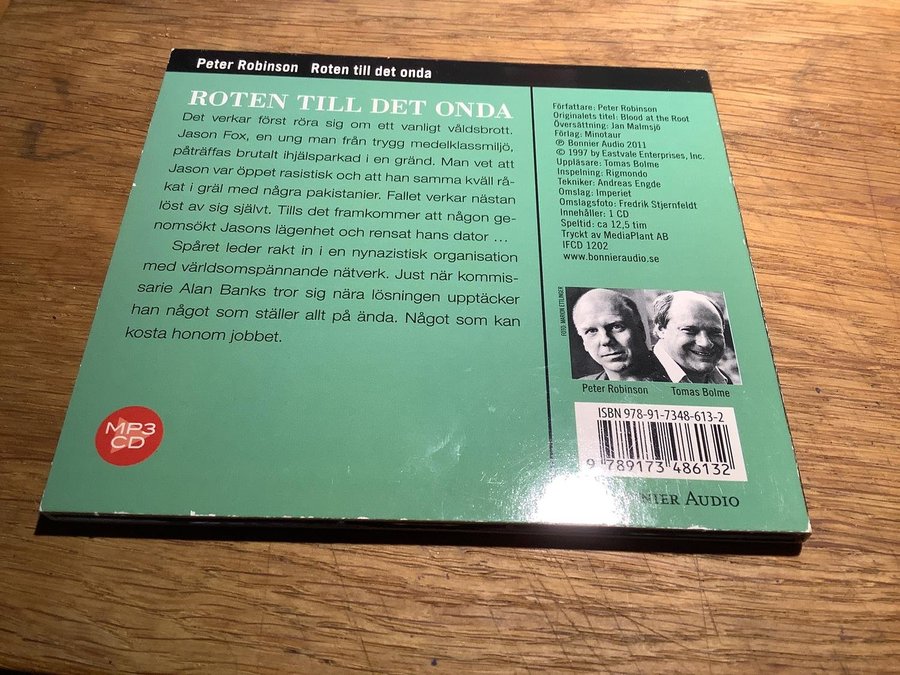 Peter Robinson Roten till det onda
ROTEN TILL DET ONDA
Det verkar först röra sig om ett vanligt våldsbrott.
Jason Fox, en ung man från trygg medelklassmiljö,
påträffas brutalt ihjälsparkad i en gränd. Man vet att
Jason var öppet rasistisk och att han samma kväll rå-
kat i gräl med några pakistanier. Fallet verkar nästan
löst av sig självt. Tills det framkommer att någon ge-
nomsökt Jasons lägenhet och rensat hans dator ...
Spåret leder rakt in i en nynazistisk organisation
med världsomspännande nätverk. Just när kommis-
sarie Alan Banks tror sig nära lösningen upptäcker
han något som ställer allt på ända. Något som kan
kosta honom jobbet.
MP3
CD
Författare: Peter Robinson
Originalets titel: Blood at the Root
Översättning: Jan Malmsjö
Förlag: Minotaur
℗ Bonnier Audio 2011
© 1997 by Eastvale Enterprises, Inc.
Uppläsare: Tomas Bolme
Inspelning: Rigmondo
Tekniker: Andreas Engde
Omslag: Imperiet
Omslagsfoto: Fredrik Stjernfeldt
Innehåller: 1 CD
Speltid: ca 12,5 tim
Tryckt av MediaPlant AB
IFCD 1202
www.bonnieraudio.se
FOTO: MARION ETTLINGER
Peter Robinson Tomas Bolme
ISBN 978-91-7348-613-2
9 789173 486132
NIER AUDIO